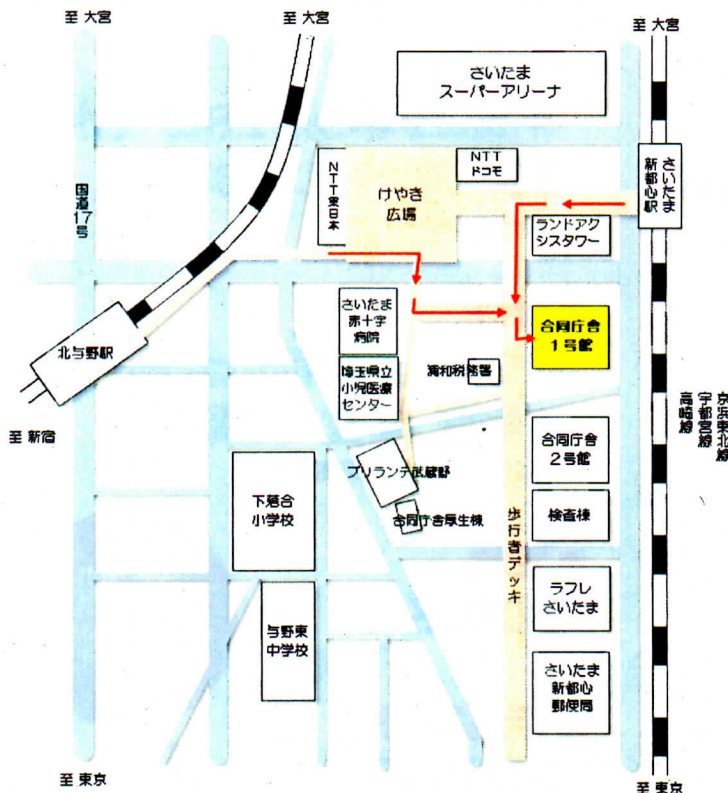 至 大宮
至 大宮
至 大宮
さいたま
スーパーアリーナ
NTT東日本
けやき
広場
NTT
ドコモ
さいたま
新都心駅
国道17号
ランドアク
シスタワー
さいたま
赤十字
病院
合同庁舎
1号館
北与野駅
埼玉県立
小児医療
センター
浦和税務署
京浜東北線
宇都宮線
高崎線
至 新宿
合同庁舎
2号館
ブリランテ武蔵野
下落合
小学校
検査棟
合同庁舎厚生棟
歩行者デッキ
ラフレ
さいたま
与野東
中学校
さいたま
新都心
郵便局
至 東京
至 東京